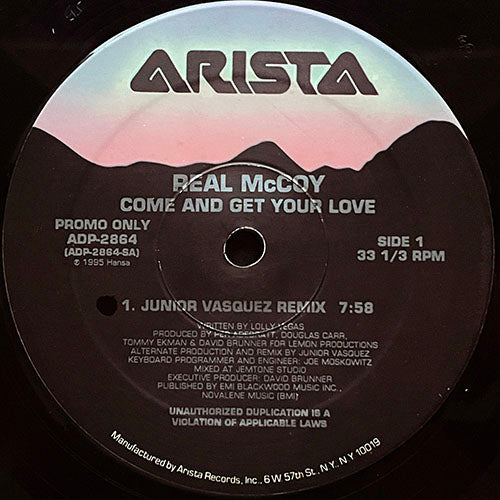 ARISTA
REAL McCOY
COME AND GET YOUR LOVE
PROMO ONLY
ADP-2864
(ADP-2864-SA)
℗ 1995 Hansa
SIDE 1
33 1/3 RPM
1. JUNIOR VASQUEZ REMIX 7:58
WRITTEN BY LOLLY VEGAS
PRODUCED BY PER ADEBRATT, DOUGLAS CARR,
TOMMY EKMAN & DAVID BRUNNER FOR LEMON PRODUCTIONS
ALTERNATE PRODUCTION AND REMIX BY JUNIOR VASQUEZ
KEYBOARD PROGRAMMER AND ENGINEER: JOE MOSKOWITZ
MIXED AT JEMTONE STUDIO
EXECUTIVE PRODUCER: DAVID BRUNNER
PUBLISHED BY EMI BLACKWOOD MUSIC INC.,
NOVALENE MUSIC (BMI)
UNAUTHORIZED DUPLICATION IS A
VIOLATION OF APPLICABLE LAWS
Manufactured by Arista Records, Inc., 6 W 57th St., N.Y., N.Y 10019